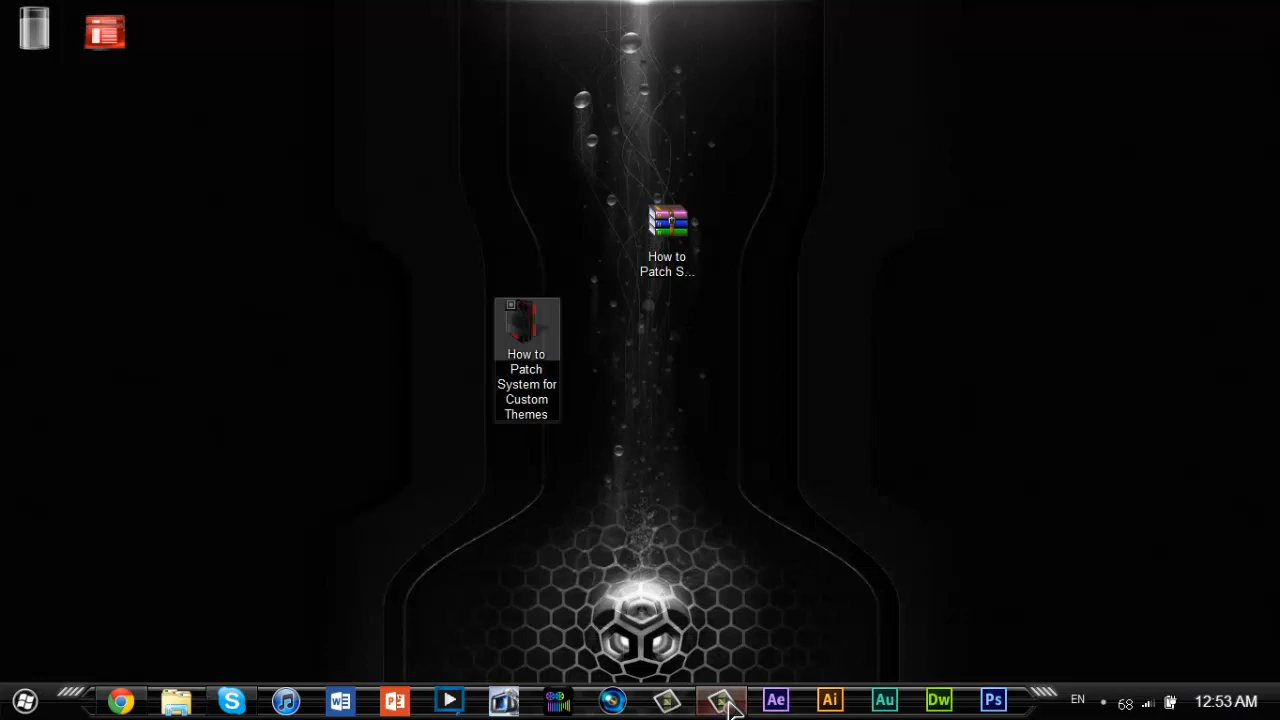 How to
Patch S...
How to
Patch
System for
Custom
Themes
Ae
Ai
Au
Dw
Ps
EN
68
12:53 AM